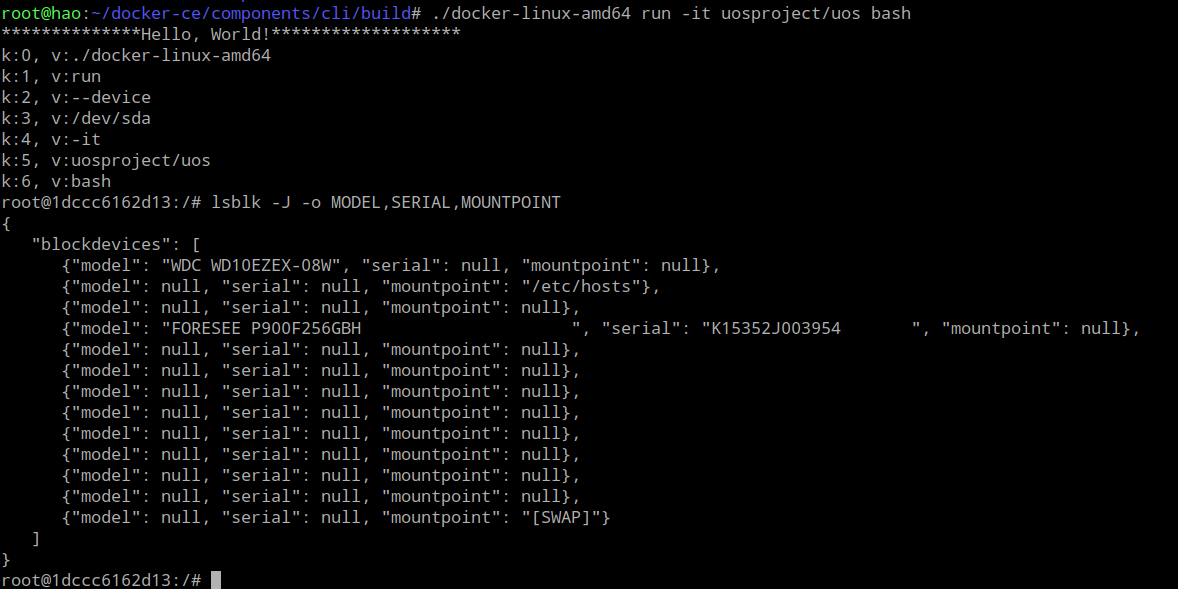 root@hao:~/docker-ce/components/cli/build# ./docker-linux-amd64 run -it uosproject/uos bash
**************Hello, World!*******************
k:0, v:./docker-linux-amd64
k:1, v:run
k:2, v:--device
k:3, v:/dev/sda
k:4, v:-it
k:5, v:uosproject/uos
k:6, v:bash
root@1dccc6162d13:/# lsblk -J -o MODEL,SERIAL,MOUNTPOINT
{
   "blockdevices": [
      {"model": "WDC WD10EZEX-08W", "serial": null, "mountpoint": null},
      {"model": null, "serial": null, "mountpoint": "/etc/hosts"},
      {"model": null, "serial": null, "mountpoint": null},
      {"model": "FORESEE P900F256GBH                     ", "serial": "K15352J003954       ", "mountpoint": null},
      {"model": null, "serial": null, "mountpoint": null},
      {"model": null, "serial": null, "mountpoint": null},
      {"model": null, "serial": null, "mountpoint": null},
      {"model": null, "serial": null, "mountpoint": null},
      {"model": null, "serial": null, "mountpoint": null},
      {"model": null, "serial": null, "mountpoint": null},
      {"model": null, "serial": null, "mountpoint": null},
      {"model": null, "serial": null, "mountpoint": null},
      {"model": null, "serial": null, "mountpoint": "[SWAP]"}
   ]
}
root@1dccc6162d13:/#